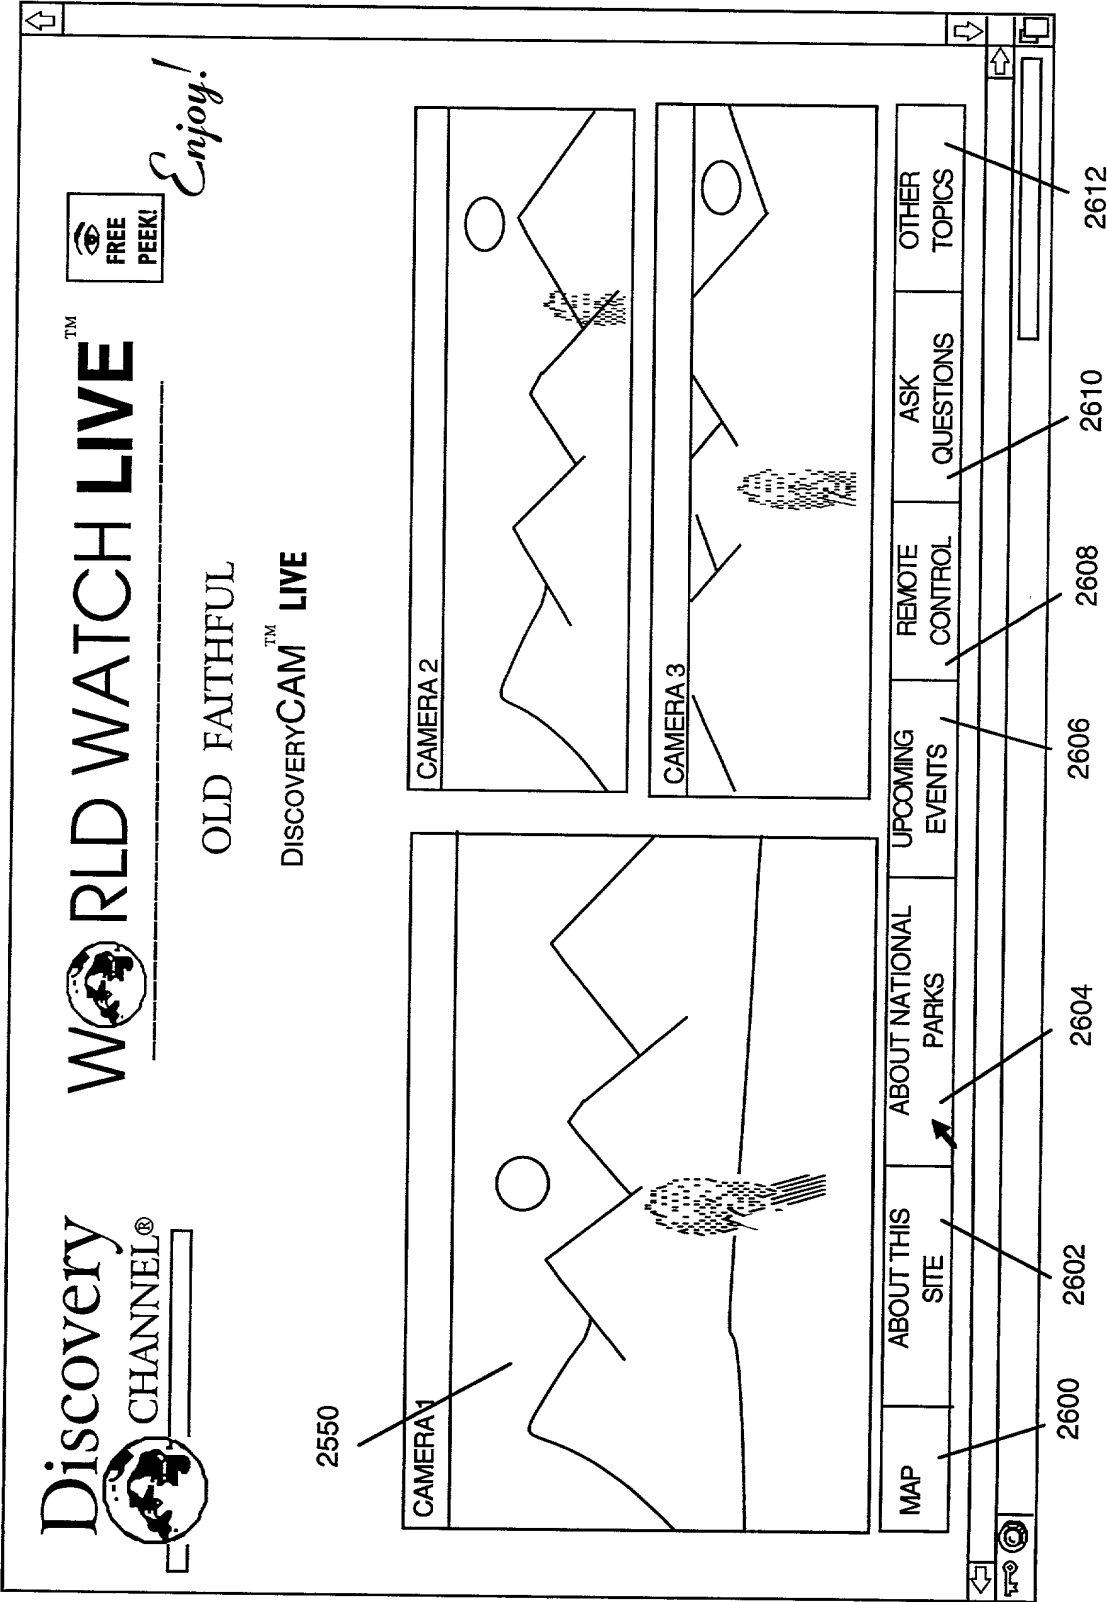 Discovery
CHANNEL®
WORLD WATCH LIVE™
FREE
PEEK!
Enjoy!
OLD FAITHFUL
DISCOVERYCAM™ LIVE
2550
CAMERA 1
CAMERA 2
CAMERA 3
MAP
ABOUT THIS
SITE
ABOUT NATIONAL
PARKS
UPCOMING
EVENTS
REMOTE
CONTROL
ASK
QUESTIONS
OTHER
TOPICS
2600
2602
2604
2606
2608
2610
2612